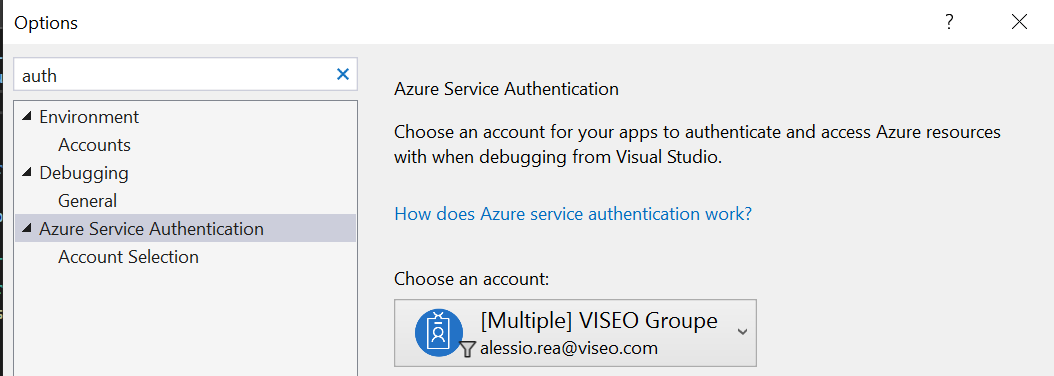 Options
?
auth
Environment
Accounts
Debugging
General
Azure Service Authentication
Account Selection
Azure Service Authentication
Choose an account for your apps to authenticate and access Azure resources
with when debugging from Visual Studio.
How does Azure service authentication work?
Choose an account:
[Multiple] VISEO Groupe
alessio.rea@viseo.com